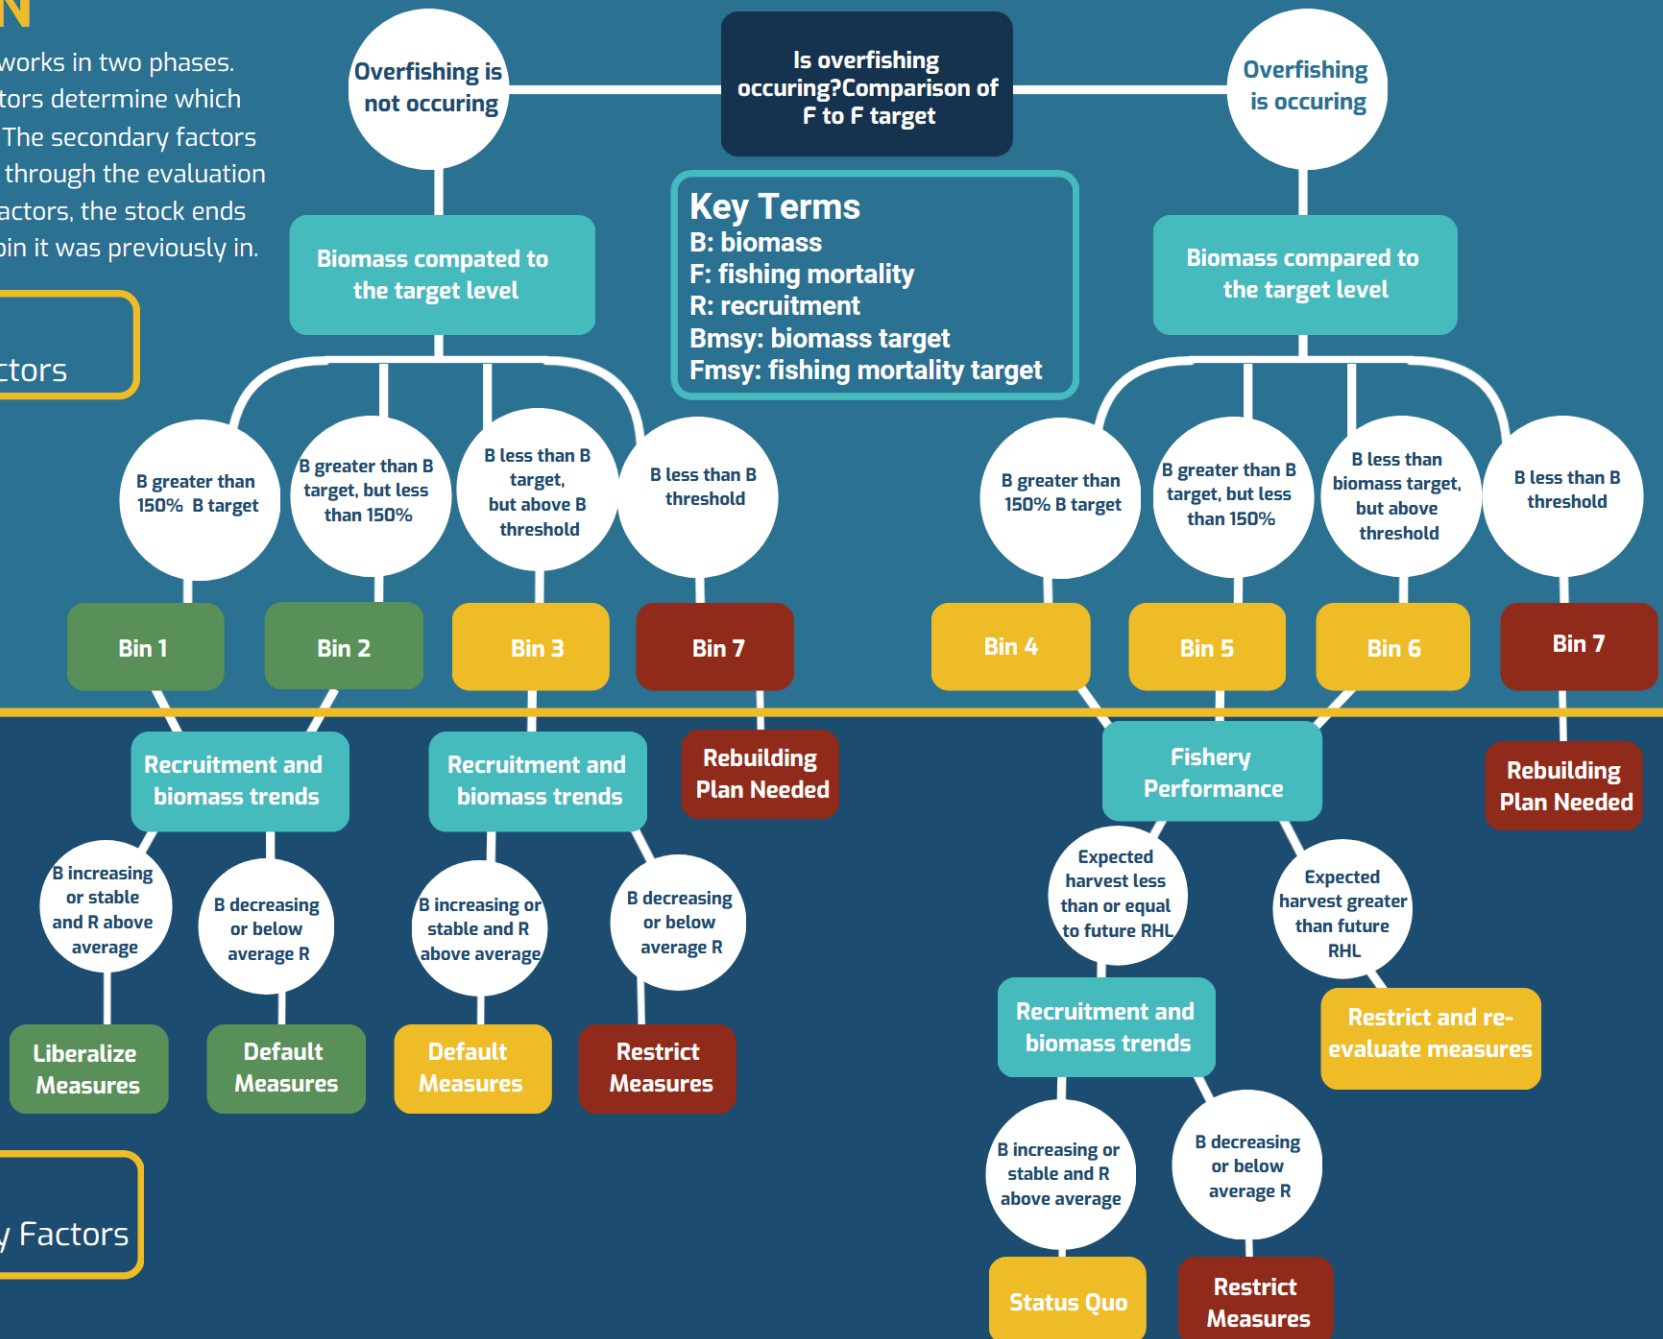 N
works in two phases.
tors determine which
The secondary factors
through the evaluation
actors, the stock ends
bin it was previously in.
ctors
Overfishing is
not occuring
Is overfishing
occuring?Comparison of
F to F target
Overfishing
is occuring
Key Terms
B: biomass
F: fishing mortality
R: recruitment
Bmsy: biomass target
Fmsy: fishing mortality target
Biomass compated to
the target level
Biomass compared to
the target level
B greater than
150% B target
B greater than B
target, but less
than 150%
B less than B
target,
but above B
threshold
B less than B
threshold
B greater than
150% B target
B greater than B
target, but less
than 150%
B less than
biomass target,
but above
threshold
B less than B
threshold
Bin 1
Bin 2
Bin 3
Bin 7
Bin 4
Bin 5
Bin 6
Bin 7
Recruitment and
biomass trends
Recruitment and
biomass trends
Rebuilding
Plan Needed
Fishery
Performance
Rebuilding
Plan Needed
B increasing
or stable
and R above
average
B decreasing
or below
average R
B increasing or
stable and R
above average
B decreasing
or below
average R
Expected
harvest less
than or equal
to future RHL
Expected
harvest greater
than future
RHL
Liberalize
Measures
Default
Measures
Default
Measures
Restrict
Measures
Recruitment and
biomass trends
Restrict and re-
evaluate measures
B increasing or
stable and R
above average
B decreasing
or below
average R
y Factors
Status Quo
Restrict
Measures